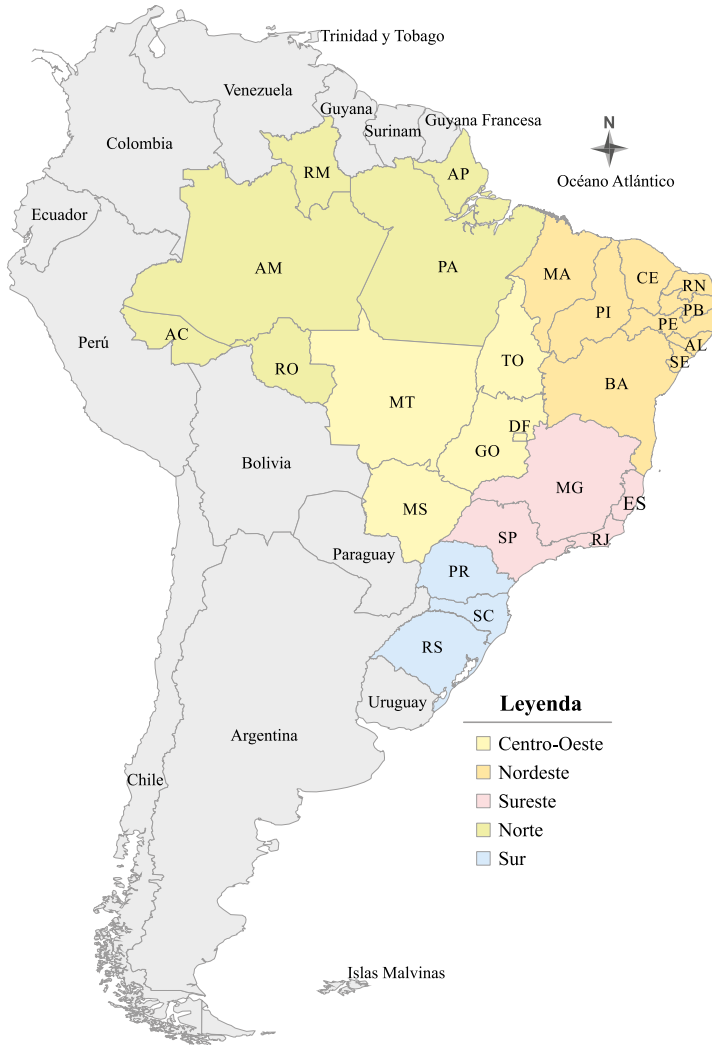 Trinidad y Tobago
Venezuela
Guyana
Guyana Francesa
Surinam
N
Colombia
RM
AP
Océano Atlántico
Ecuador
AM
PA
MA
CE
RN
PI
PB
PE
AC
Perú
AL
TO
SE
RO
BA
MT
DF
GO
Bolivia
MG
ES
MS
SP
RJ
Paraguay
PR
SC
RS
Uruguay
Leyenda
Argentina
Centro-Oeste
Nordeste
Chile
Sureste
Norte
Sur
Islas Malvinas